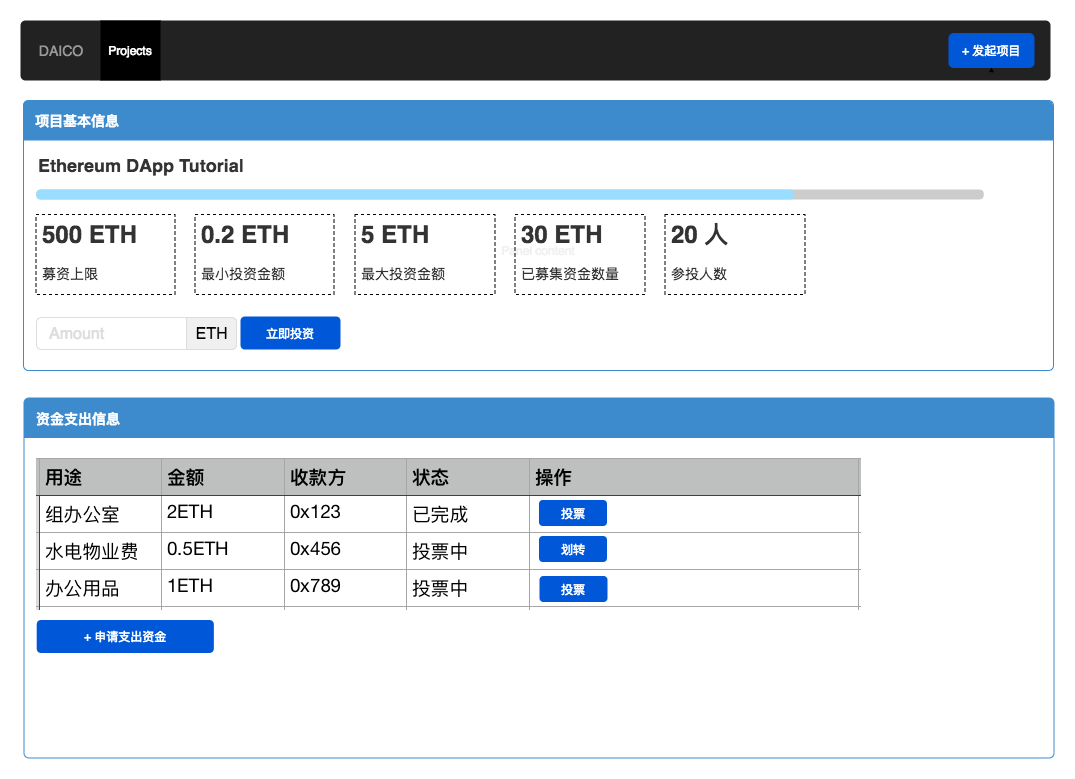 DAICO Projects + 发起项目
项目基本信息
Ethereum DApp Tutorial
500 ETH 0.2 ETH 5 ETH 30 ETH 20 人
Panel content
募资上限 最小投资金额 最大投资金额 已募集资金数量 参投人数
Amount ETH 立即投资
资金支出信息
用途 金额 收款方 状态 操作
组办公室 2ETH 0x123 已完成 投票
水电物业费 0.5ETH 0x456 投票中 划转
办公用品 1ETH 0x789 投票中 投票
+ 申请支出资金